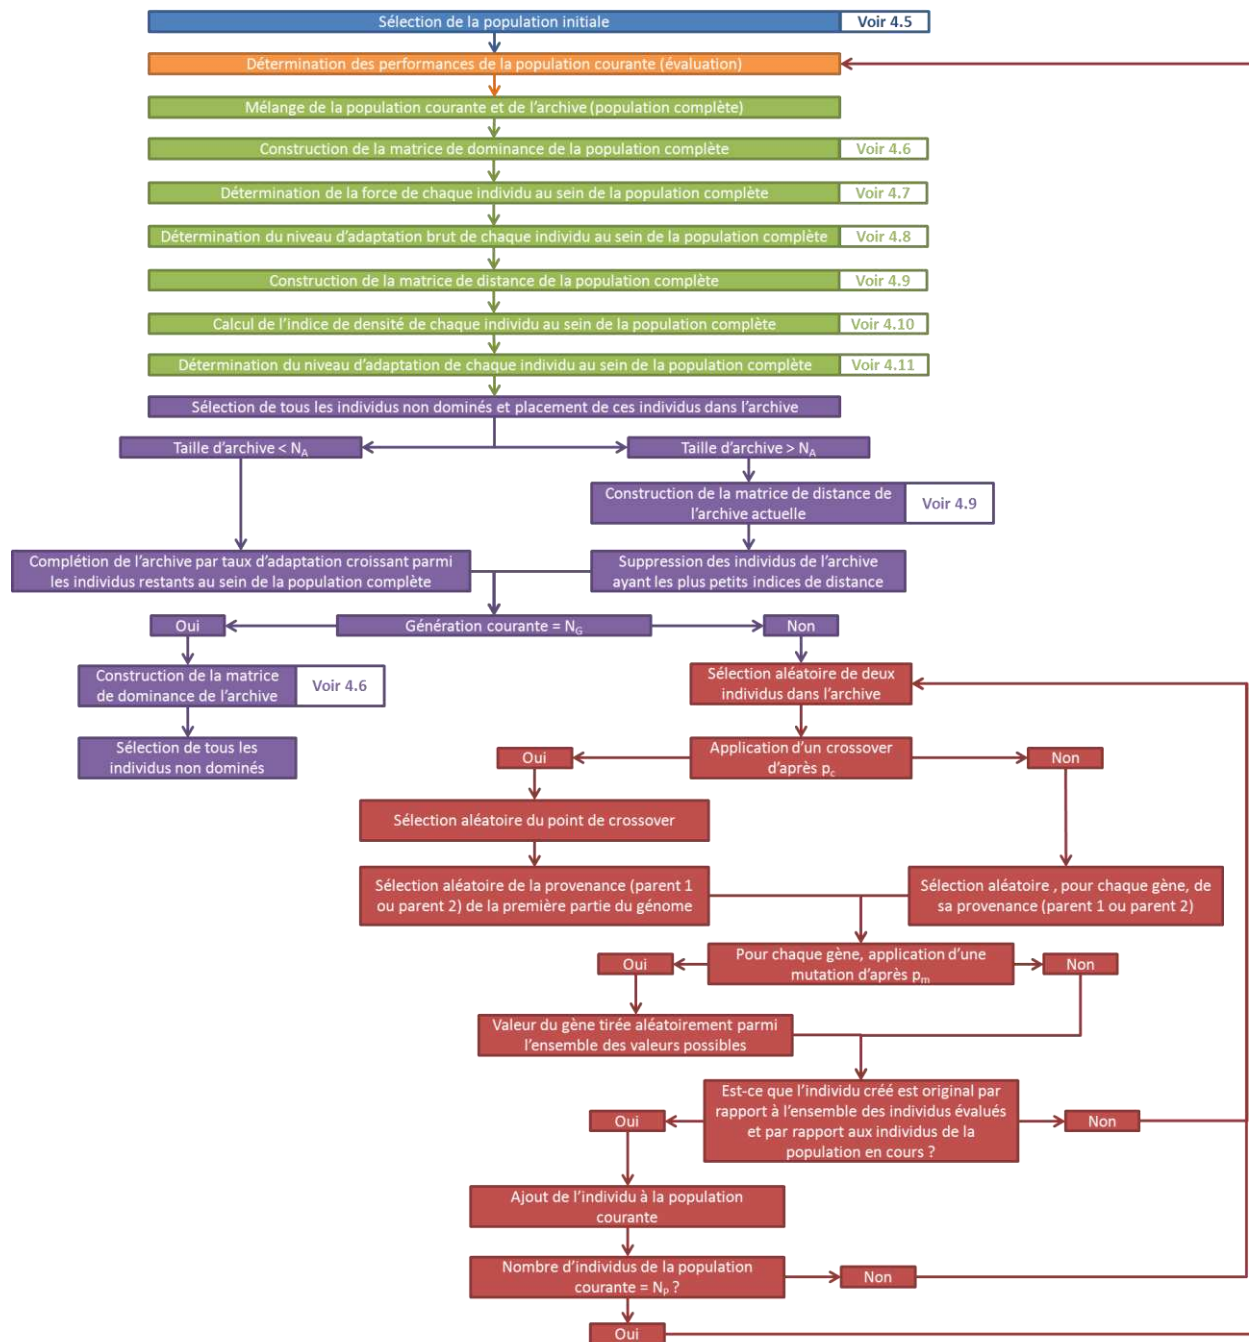 Sélection de la population initiale
Voir 4.5
Détermination des performances de la population courante (évaluation)
Mélange de la population courante et de l'archive (population complète)
Construction de la matrice de dominance de la population complète
Voir 4.6
Détermination de la force de chaque individu au sein de la population complète
Voir 4.7
Détermination du niveau d'adaptation brut de chaque individu au sein de la population complète
Voir 4.8
Construction de la matrice de distance de la population complète
Voir 4.9
Calcul de l'indice de densité de chaque individu au sein de la population complète
Voir 4.10
Détermination du niveau d'adaptation de chaque individu au sein de la population complète
Voir 4.11
Sélection de tous les individus non dominés et placement de ces individus dans l'archive
Taille d'archive < N_A
Taille d'archive > N_A
Construction de la matrice de distance de
l'archive actuelle
Voir 4.9
Complétion de l'archive par taux d'adaptation croissant parmi
les individus restants au sein de la population complète
Suppression des individus de l'archive
ayant les plus petits indices de distance
Oui
Génération courante = N_G
Non
Construction de la matrice
de dominance de l'archive
Voir 4.6
Sélection aléatoire de deux
individus dans l'archive
Sélection de tous les
individus non dominés
Oui
Application d'un crossover
d'après p_c
Non
Sélection aléatoire du point de crossover
Sélection aléatoire de la provenance (parent 1
ou parent 2) de la première partie du génome
Sélection aléatoire , pour chaque gène, de
sa provenance (parent 1 ou parent 2)
Oui
Pour chaque gène, application d'une
mutation d'après p_m
Non
Valeur du gène tirée aléatoirement parmi
l'ensemble des valeurs possibles
Oui
Est-ce que l'individu créé est original par
rapport à l'ensemble des individus évalués
et par rapport aux individus de la
population en cours ?
Non
Ajout de l'individu à la population
courante
Nombre d'individus de la population
courante = N_P ?
Non
Oui